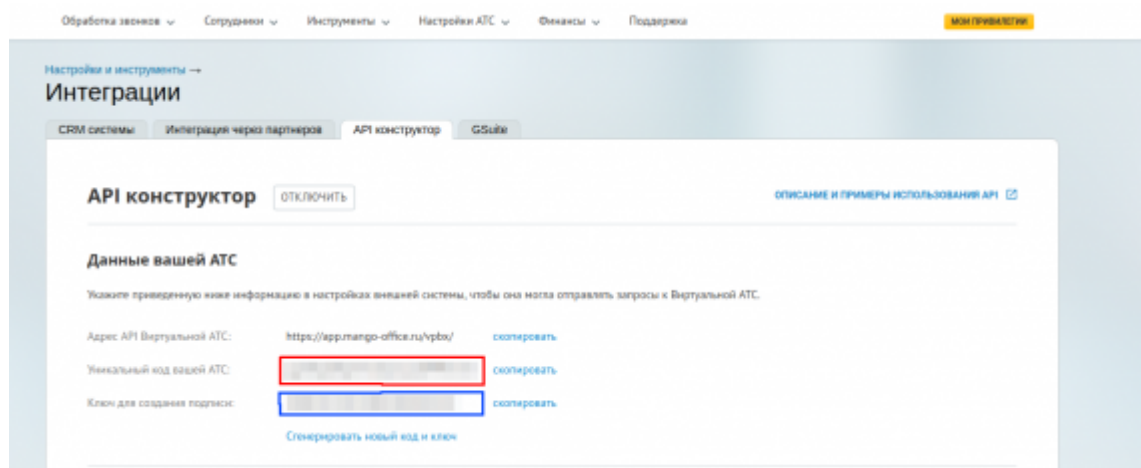 Обработка звонков Сотрудники Инструменты Настройки АТС Финансы Поддержка МОИ ПРИВИЛЕГИИ
Настройки и инструменты →
Интеграции
CRM системы Интеграция через партнеров API конструктор GSuite
API конструктор ОТКЛЮЧИТЬ ОПИСАНИЕ И ПРИМЕРЫ ИСПОЛЬЗОВАНИЯ API
Данные вашей АТС
Укажите приведенную ниже информацию в настройках внешней системы, чтобы она могла отправлять запросы к Виртуальной АТС.
Адрес API Виртуальной АТС: https://app.mango-office.ru/vpbx/ скопировать
Уникальный код вашей АТС: скопировать
Ключ для создания подписи: скопировать
Сгенерировать новый код и ключ